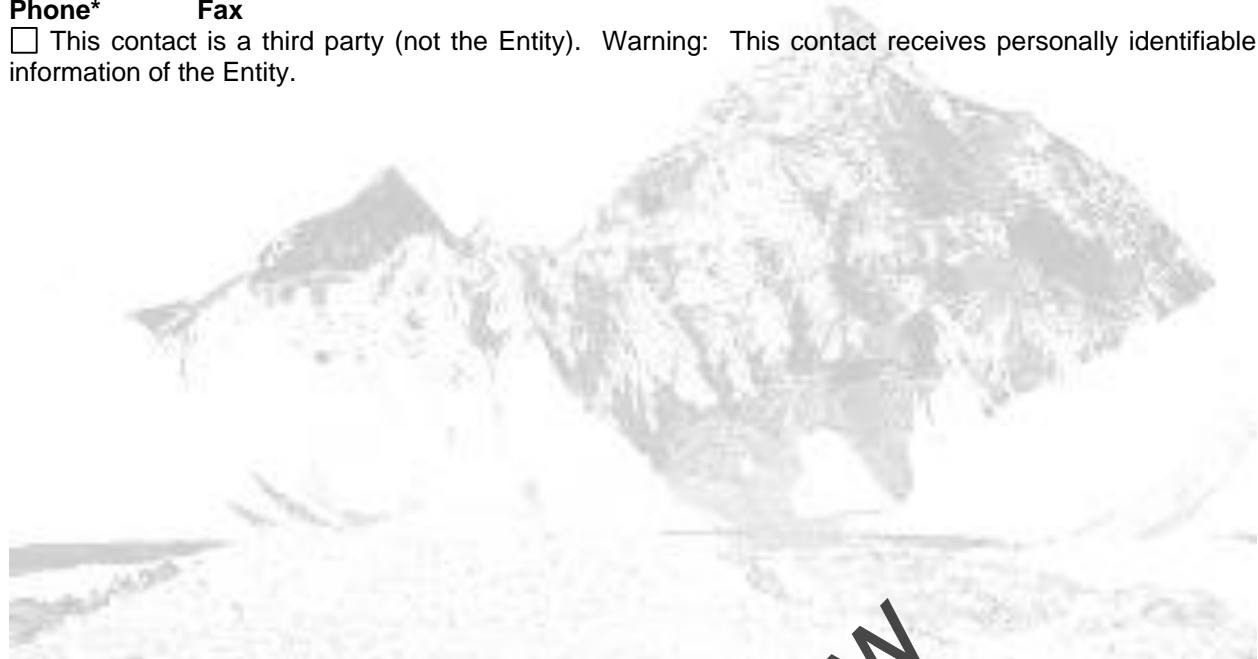 Phone* Fax
☐ This contact is a third party (not the Entity). Warning: This contact receives personally identifiable
information of the Entity.
W